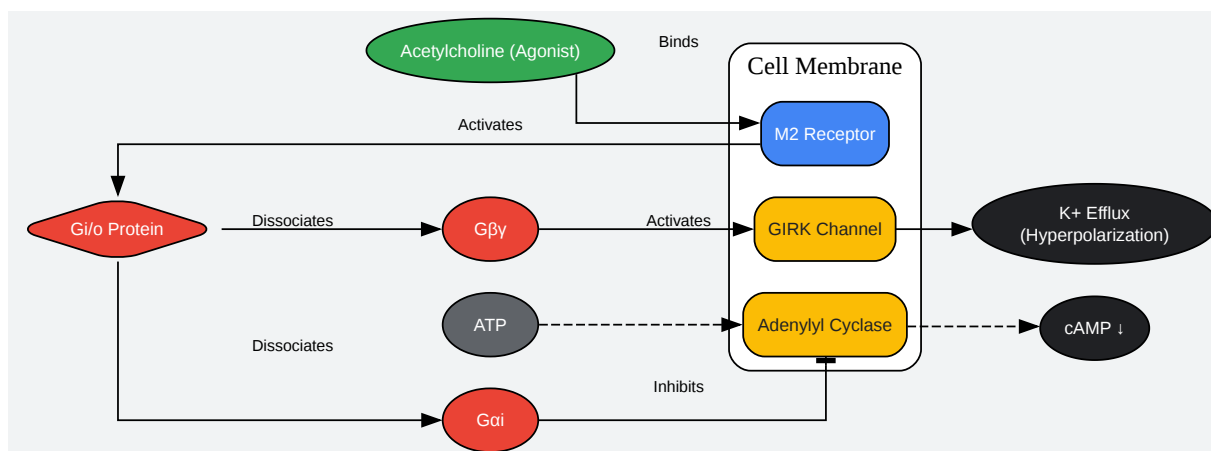 Acetylcholine (Agonist)
Binds
Cell Membrane
Activates
M2 Receptor
Gi/o Protein
Dissociates
Gβγ
Activates
GIRK Channel
K+ Efflux
(Hyperpolarization)
ATP
Adenylyl Cyclase
cAMP ↓
Dissociates
Inhibits
Gαi